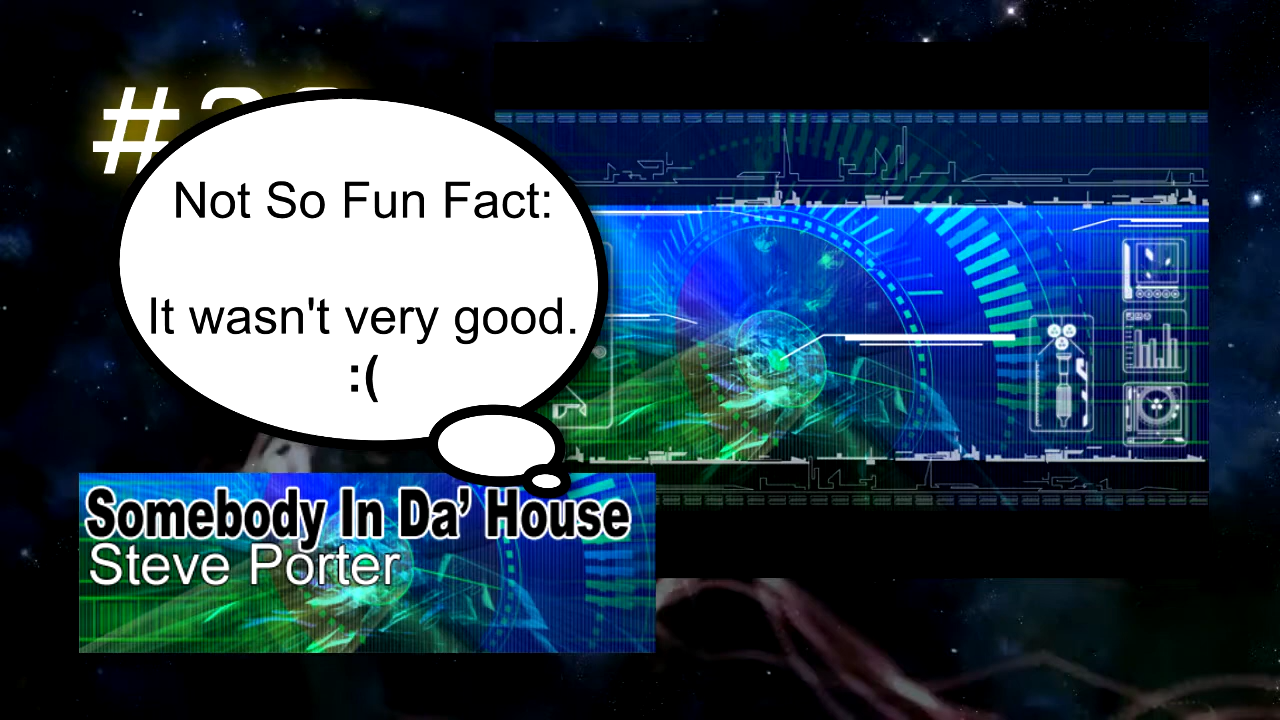 #
Not So Fun Fact:
It wasn't very good.
:(
Somebody In Da’ House
Steve Porter